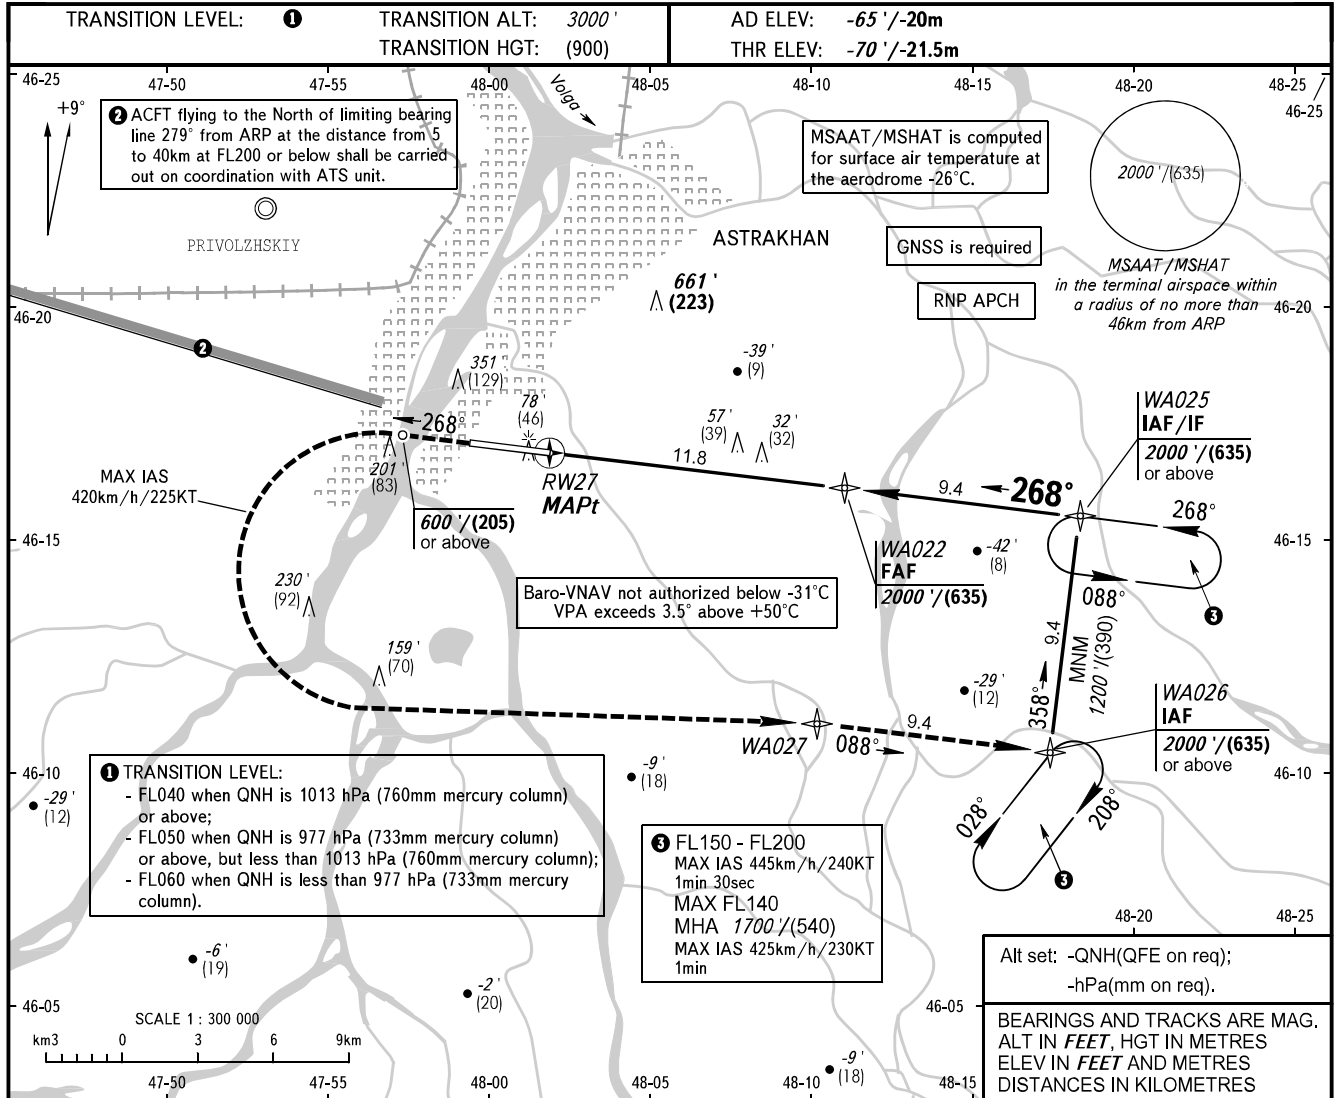 TRANSITION LEVEL: ❶
TRANSITION ALT: 3000'
TRANSITION HGT: (900)
AD ELEV: -65'/-20m
THR ELEV: -70'/-21.5m
46-25
47-50
47-55
48-00
48-05
48-10
48-15
48-20
48-25
46-25
+9°
❷ ACFT flying to the North of limiting bearing
line 279° from ARP at the distance from 5
to 40km at FL200 or below shall be carried
out on coordination with ATS unit.
Volga
MSAAT/MSHAT is computed
for surface air temperature at
the aerodrome -26°C.
2000'/(635)
PRIVOLZHSKIY
ASTRAKHAN
GNSS is required
MSAAT/MSHAT
in the terminal airspace within
a radius of no more than
46km from ARP
661'
(223)
RNP APCH
46-20
46-20
❷
351'
(129)
-39'
(9)
78'
(46)
57'
(39)
32'
(32)
WA025
IAF/IF
2000'/(635)
or above
268°
11.8
9.4
268°
268°
MAX IAS
420km/h/225KT
201'
(83)
RW27
MAPt
600'/(205)
or above
46-15
46-15
WA022
FAF
2000'/(635)
-42'
(8)
088°
❸
230'
(92)
Baro-VNAV not authorized below -31°C
VPA exceeds 3.5° above +50°C
9.4
MNM
1200'/(390)
358°
159'
(70)
-29'
(12)
WA026
IAF
2000'/(635)
or above
WA027
088°
9.4
46-10
46-10
-9'
(18)
-29'
(12)
❶ TRANSITION LEVEL:
- FL040 when QNH is 1013 hPa (760mm mercury column)
or above;
- FL050 when QNH is 977 hPa (733mm mercury column)
or above, but less than 1013 hPa (760mm mercury column);
- FL060 when QNH is less than 977 hPa (733mm mercury
column).
028°
208°
❸
❸ FL150 - FL200
MAX IAS 445km/h/240KT
1min 30sec
MAX FL140
MHA 1700'/(540)
MAX IAS 425km/h/230KT
1min
48-20
48-25
-6'
(19)
-2'
(20)
Alt set: -QNH(QFE on req);
-hPa(mm on req).
46-05
46-05
SCALE 1 : 300 000
km3 0 3 6 9km
-9'
(18)
BEARINGS AND TRACKS ARE MAG.
ALT IN FEET, HGT IN METRES
ELEV IN FEET AND METRES
DISTANCES IN KILOMETRES
47-50
47-55
48-00
48-05
48-10
48-15